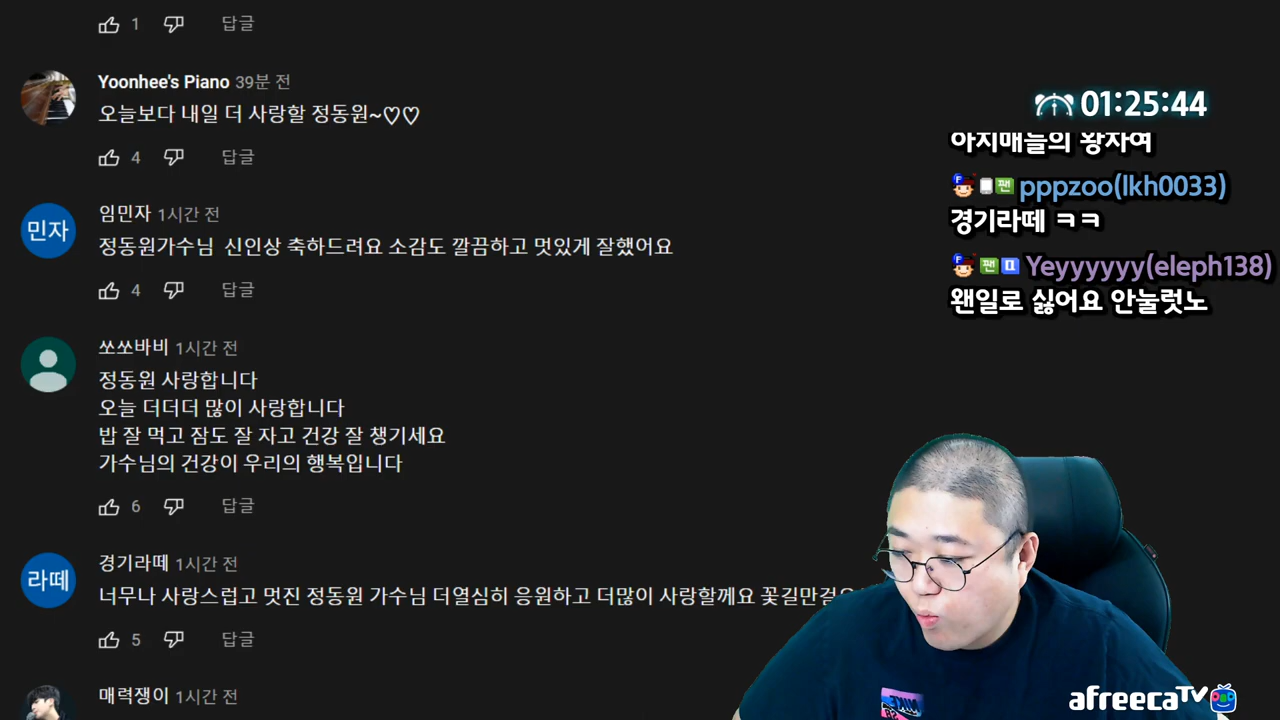 1 답글
Yoonhee's Piano 39분 전
오늘보다 내일 더 사랑할 정동원~♡♡
4 답글
민자
임민자 1시간 전
정동원가수님 신인상 축하드려요 소감도 깔끔하고 멋있게 잘했어요
4 답글
쏘쏘바비 1시간 전
정동원 사랑합니다
오늘 더더더 많이 사랑합니다
밥 잘 먹고 잠도 잘 자고 건강 잘 챙기세요
가수님의 건강이 우리의 행복입니다
6 답글
라떼
경기라떼 1시간 전
너무나 사랑스럽고 멋진 정동원 가수님 더열심히 응원하고 더많이 사랑할께요
5 답글
매력쟁이 1시간 전
01:25:44
아지매들의 왕자여
F 팬 pppzoo(lkh0033)
경기라떼 ㅋㅋ
F 팬 Yeyyyyyy(eleph138)
왠일로 싫어요 안눌럿노
NIKE
afreecaTV